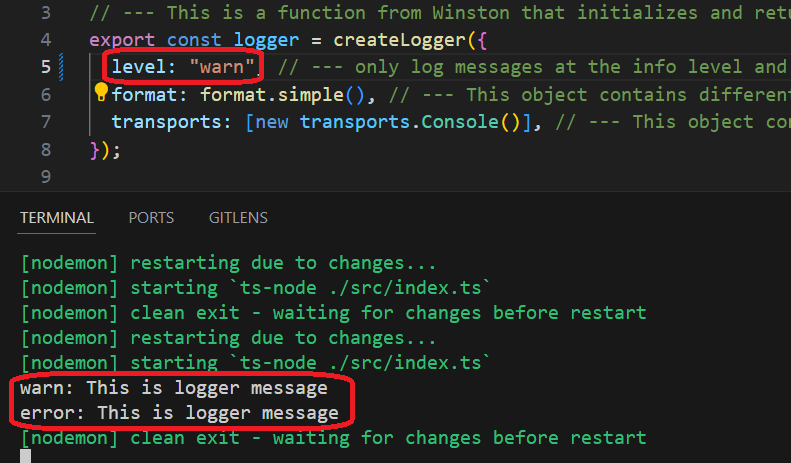 3 // --- This is a function from Winston that initializes and retu
4 export const logger = createLogger({
5 level: "warn", // --- only log messages at the info level and
6 format: format.simple(), // --- This object contains different
7 transports: [new transports.Console()], // --- This object con
8 });
9
TERMINAL PORTS GITLENS
[nodemon] restarting due to changes...
[nodemon] starting `ts-node ./src/index.ts`
[nodemon] clean exit - waiting for changes before restart
[nodemon] restarting due to changes...
[nodemon] starting `ts-node ./src/index.ts`
warn: This is logger message
error: This is logger message
[nodemon] clean exit - waiting for changes before restart